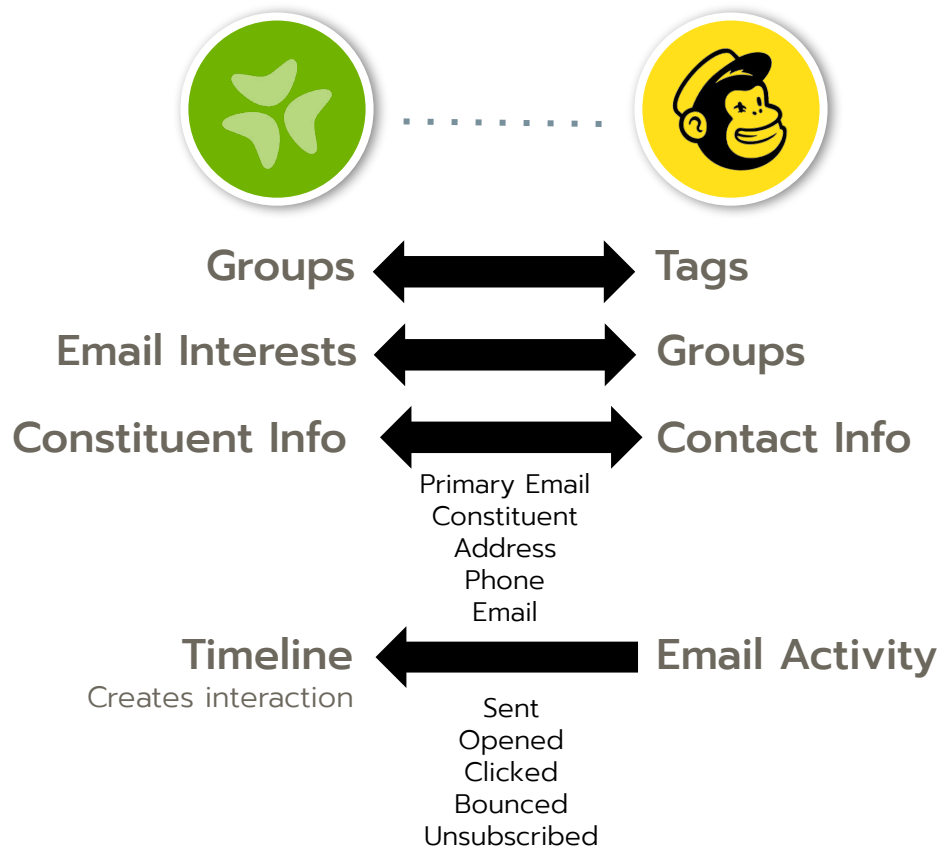 Groups
Tags
Email Interests
Groups
Constituent Info
Contact Info
Primary Email
Constituent
Address
Phone
Email
Timeline
Email Activity
Creates interaction
Sent
Opened
Clicked
Bounced
Unsubscribed